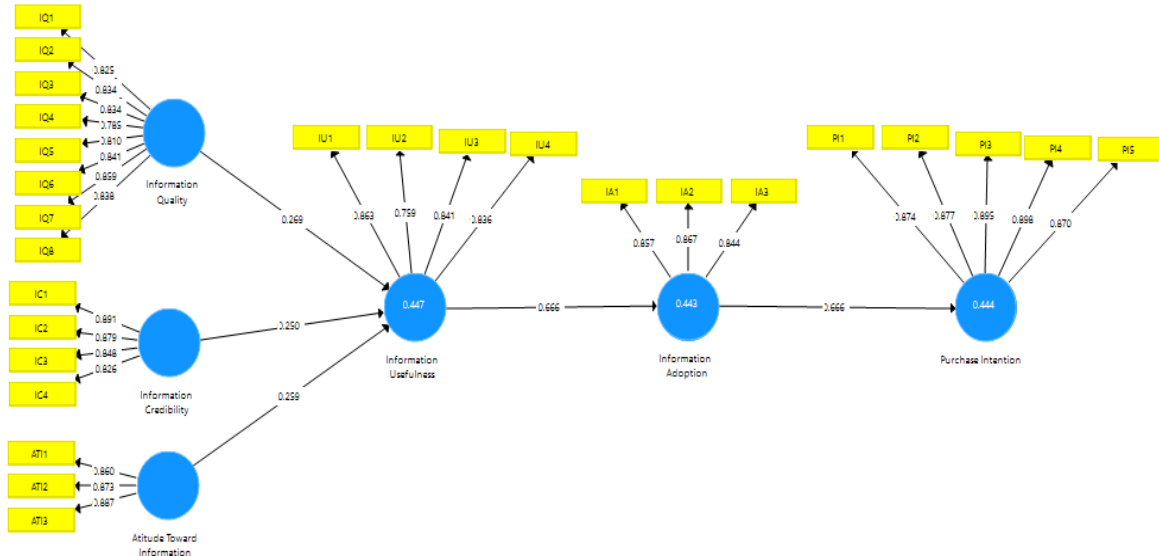 IQ1
IQ2
IQ3
IQ4
IQ5
IQ6
IQ7
IQ8
0.825
0.834
0.834
0.785
0.810
0.841
0.859
0.838
Information
Quality
IC1
IC2
IC3
IC4
0.891
0.879
0.848
0.826
Information
Credibility
ATI1
ATI2
ATI3
0.860
0.873
0.887
Atitude Toward
Information
0.269
0.250
0.259
IU1
IU2
IU3
IU4
0.863
0.759
0.841
0.836
0.447
Information
Usefulness
0.666
IA1
IA2
IA3
0.857
0.867
0.844
0.443
Information
Adoption
0.666
PI1
PI2
PI3
PI4
PI5
0.874
0.877
0.895
0.898
0.870
0.444
Purchase Intention